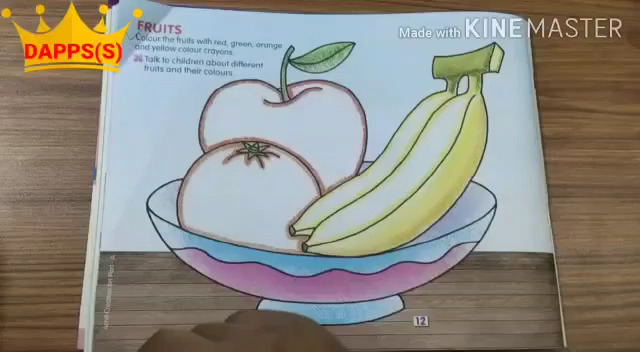 DAPPS(S)
Made with KINEMASTER
FRUITS
Colour the fruits with red, green, orange
and yellow colour crayons.
Talk to children about different
fruits and their colours.
12